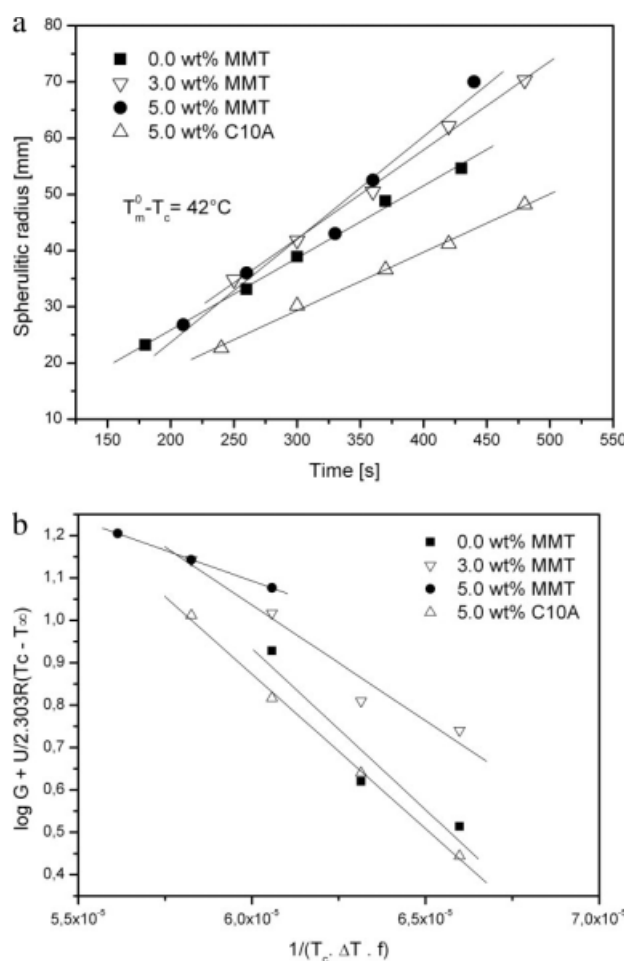 a
80
70
60
50
40
30
20
10
Spherulitic radius [mm]
0.0 wt% MMT
3.0 wt% MMT
5.0 wt% MMT
5.0 wt% C10A
T⁰m-Tc= 42°C
150 200 250 300 350 400 450 500 550
Time [s]
b
1,2
1,1
1,0
0,9
0,8
0,7
0,6
0,5
0,4
log G + U/2.303R(Tc - T∞)
0.0 wt% MMT
3.0 wt% MMT
5.0 wt% MMT
5.0 wt% C10A
5,5x10⁻⁵ 6,0x10⁻⁵ 6,5x10⁻⁵ 7,0x10⁻⁵
1/(Tc. ΔT . f)